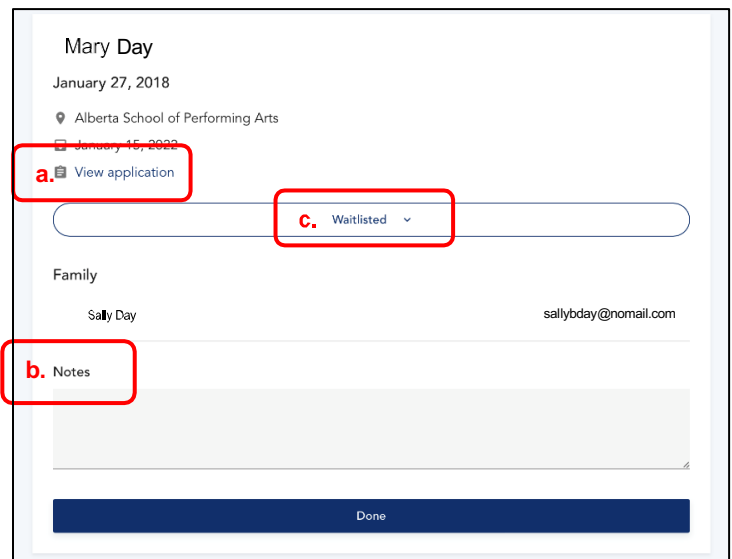 Mary Day
January 27, 2018
Alberta School of Performing Arts
January 15, 2022
a. View application
c. Waitlisted
Family
Sally Day sallybday@nomail.com
b. Notes
Done